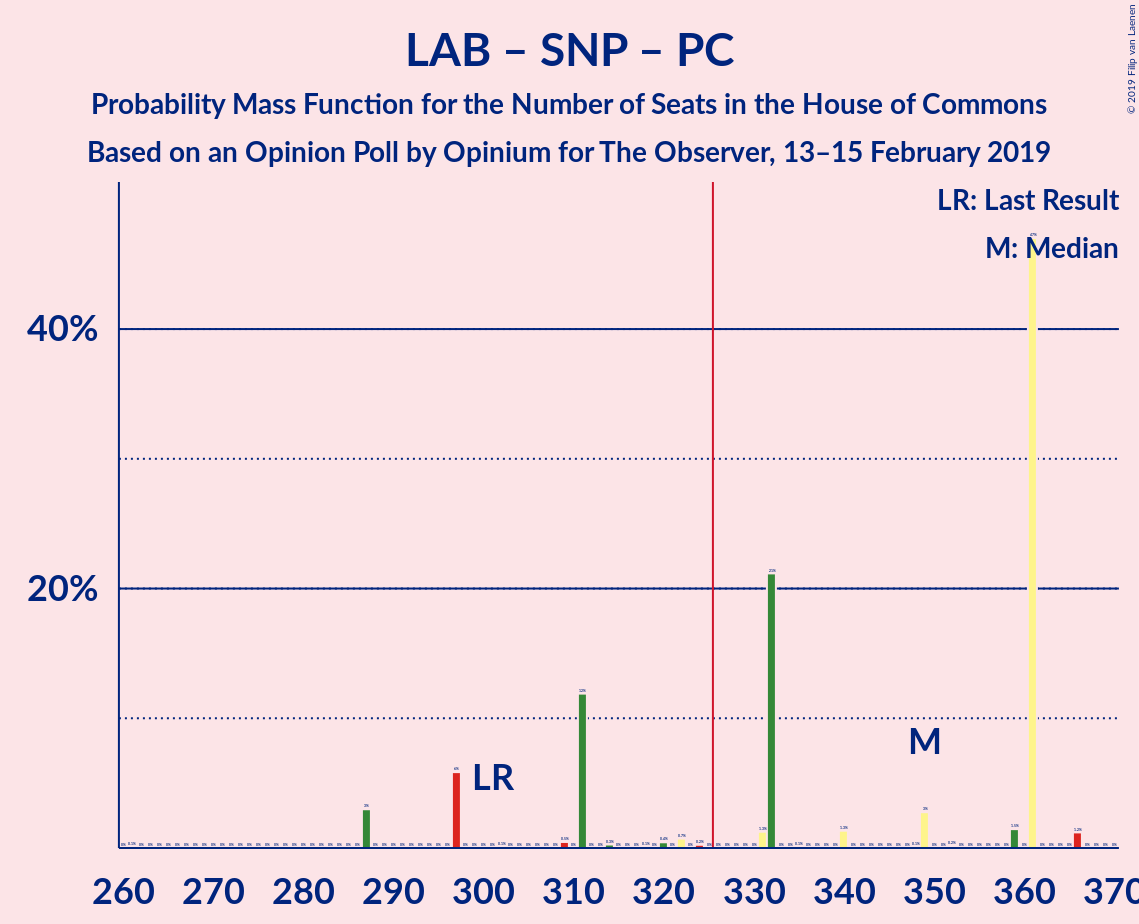 LAB – SNP – PC
Probability Mass Function for the Number of Seats in the House of Commons
Based on an Opinion Poll by Opinium for The Observer, 13–15 February 2019
© 2019 Filip van Laenen
LR: Last Result
M: Median
40%
20%
LR
M
260 270 280 290 300 310 320 330 340 350 360 370